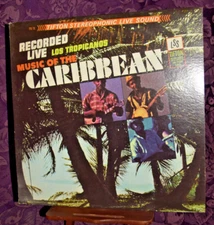 TIFTON STEREOPHONIC LIVE SOUND
RECORDED
LIVE LOS TROPICANOS
MUSIC OF THE
CARIBBEAN